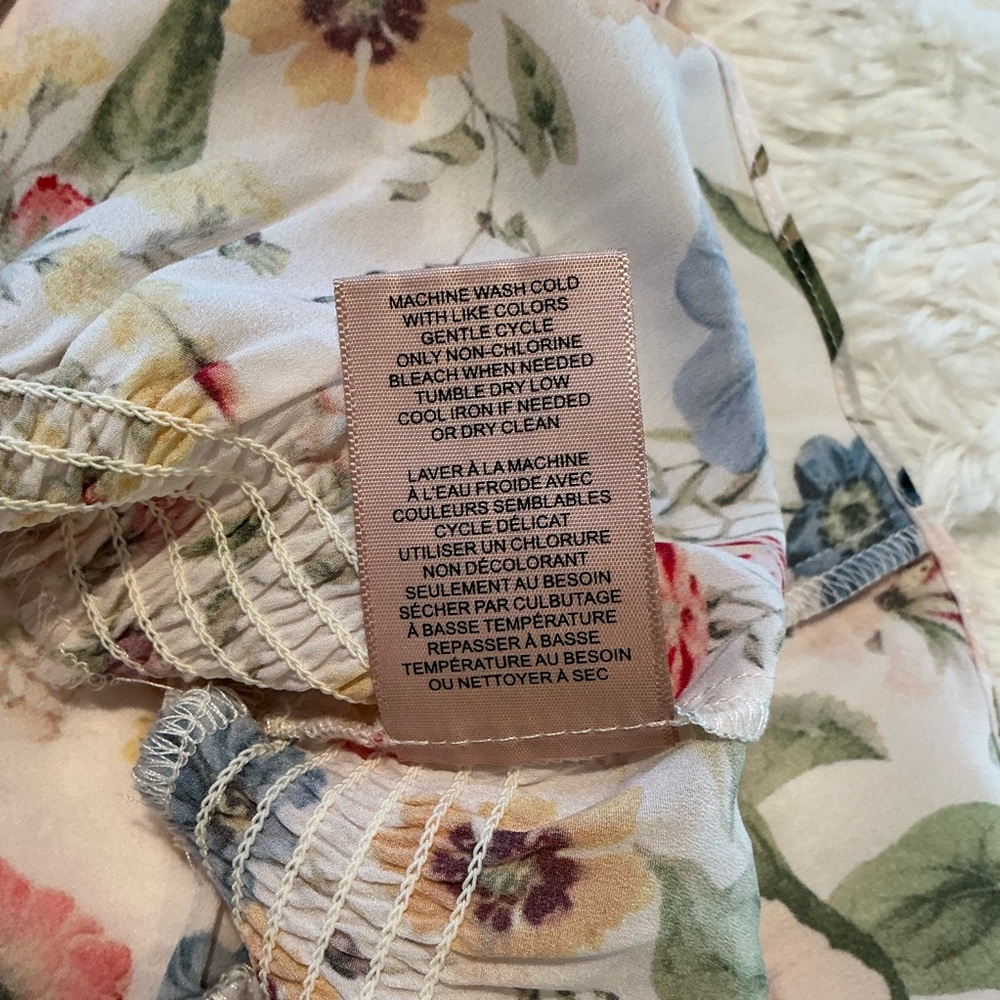 MACHINE WASH COLD
WITH LIKE COLORS
GENTLE CYCLE
ONLY NON-CHLORINE
BLEACH WHEN NEEDED
TUMBLE DRY LOW
COOL IRON IF NEEDED
OR DRY CLEAN
LAVER À LA MACHINE
À L'EAU FROIDE AVEC
COULEURS SEMBLABLES
CYCLE DÉLICAT
UTILISER UN CHLORURE
NON DÉCOLORANT
SEULEMENT AU BESOIN
SÉCHER PAR CULBUTAGE
À BASSE TEMPÉRATURE
REPASSER À BASSE
TEMPÉRATURE AU BESOIN
OU NETTOYER À SEC